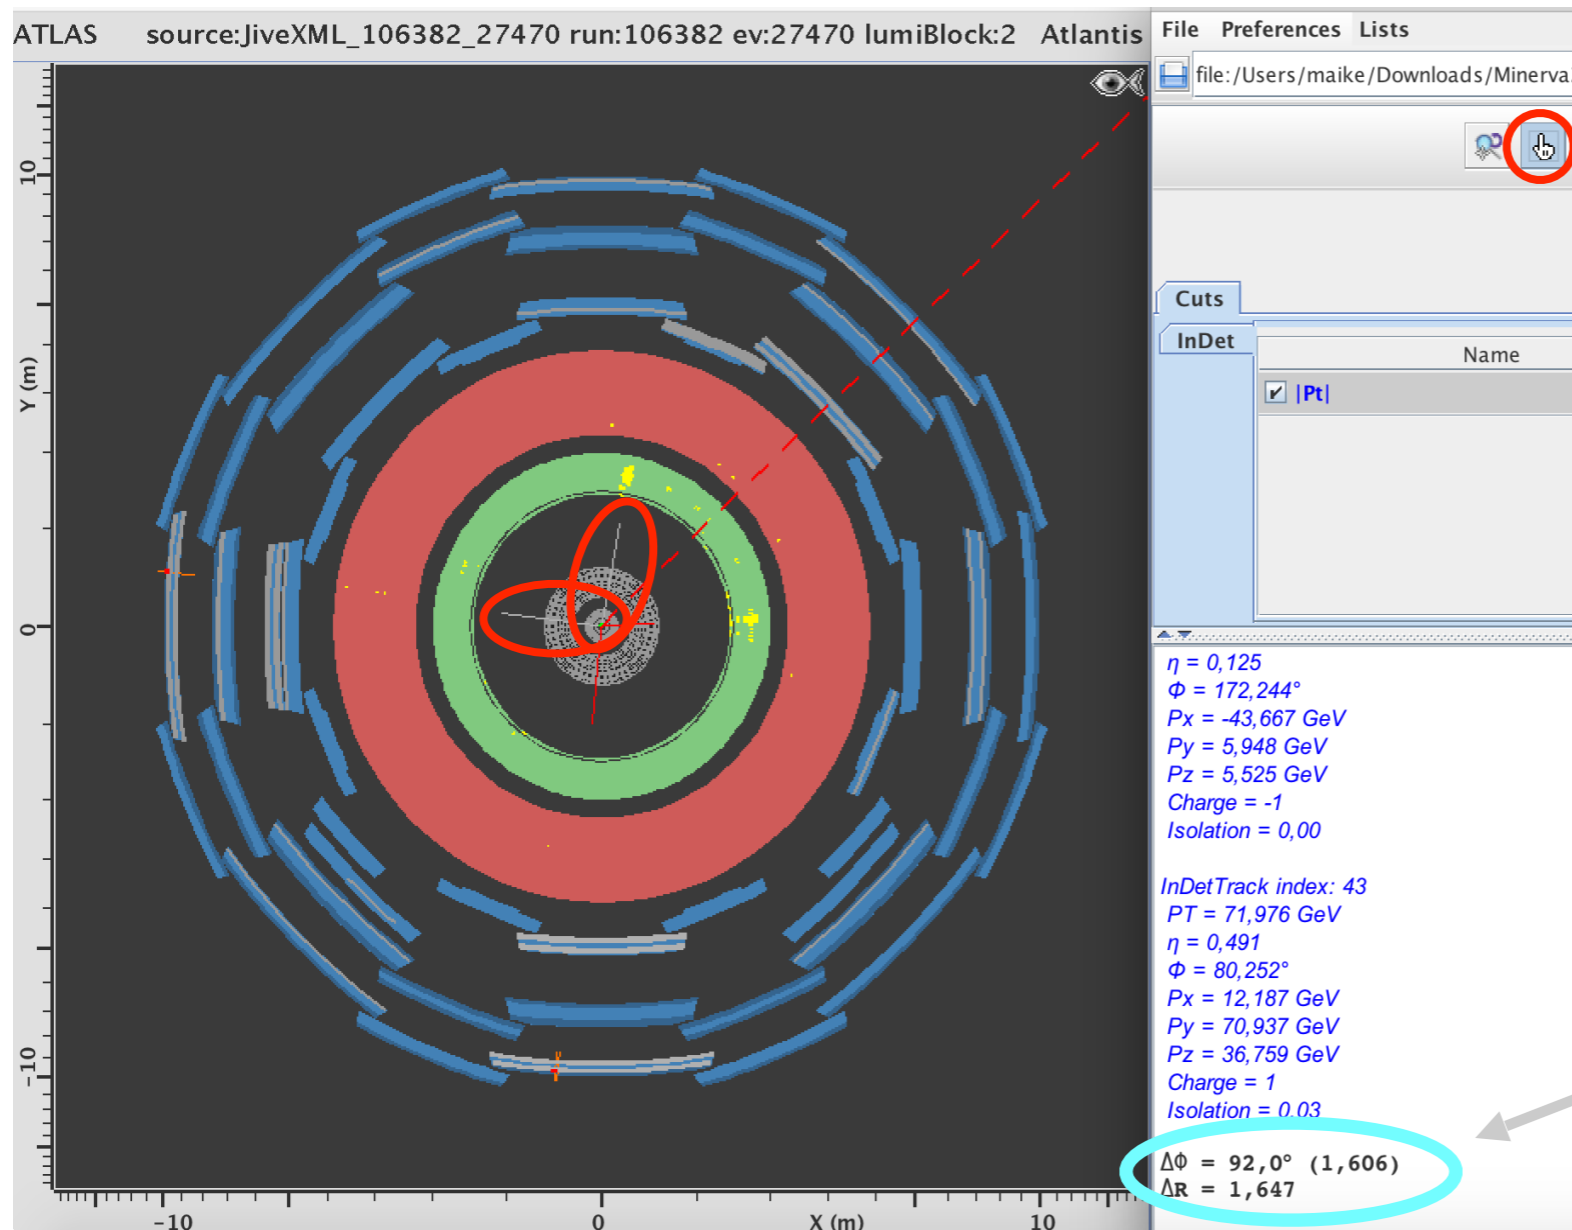 ATLAS source:JiveXML_106382_27470 run:106382 ev:27470 lumiBlock:2 Atlantis
File Preferences Lists
file:/Users/maike/Downloads/Minerva
Cuts
InDet
Name
|Pt|
10
Y (m)
0
-10
-10
0
X (m)
10
η = 0,125
Φ = 172,244°
Px = -43,667 GeV
Py = 5,948 GeV
Pz = 5,525 GeV
Charge = -1
Isolation = 0,00
InDetTrack index: 43
PT = 71,976 GeV
η = 0,491
Φ = 80,252°
Px = 12,187 GeV
Py = 70,937 GeV
Pz = 36,759 GeV
Charge = 1
Isolation = 0,03
ΔΦ = 92,0° (1,606)
ΔR = 1,647